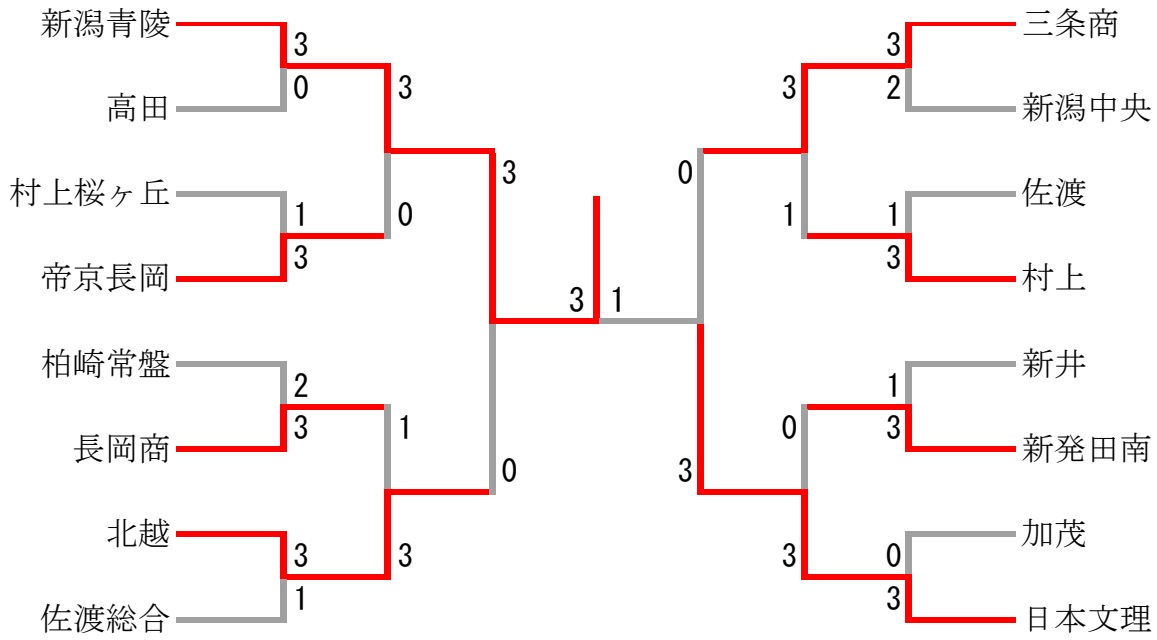 新潟青陵
3
0
高田
3
村上桜ヶ丘
1
3
0
帝京長岡
3
柏崎常盤
2
3
1
長岡商
0
北越
3
1
3
佐渡総合
3
1
三条商
3
2
3
新潟中央
0
佐渡
1
3
1
村上
新井
1
3
0
新発田南
3
加茂
0
3
3
日本文理